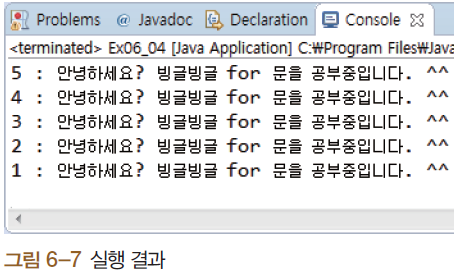 Problems @ Javadoc Declaration Console
<terminated> Ex06_04 [Java Application] C:₩Program Files₩Java
5 : 안녕하세요? 빙글빙글 for 문을 공부중입니다. ^^
4 : 안녕하세요? 빙글빙글 for 문을 공부중입니다. ^^
3 : 안녕하세요? 빙글빙글 for 문을 공부중입니다. ^^
2 : 안녕하세요? 빙글빙글 for 문을 공부중입니다. ^^
1 : 안녕하세요? 빙글빙글 for 문을 공부중입니다. ^^
그림 6-7 실행 결과